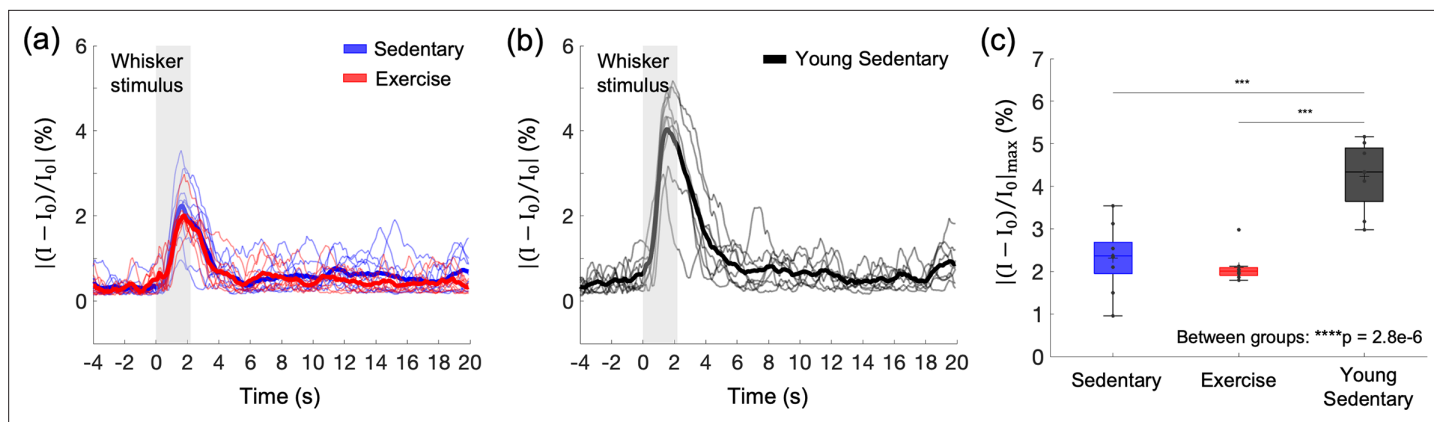 (a)
Whisker
stimulus
Sedentary
Exercise
|(I − I₀)/I₀| (%)
6
4
2
0
-4 -2 0 2 4 6 8 10 12 14 16 18 20
Time (s)
(b)
Whisker
stimulus
Young Sedentary
|(I − I₀)/I₀| (%)
6
4
2
0
-4 -2 0 2 4 6 8 10 12 14 16 18 20
Time (s)
(c)
|(I − I₀)/I₀|max (%)
7
6
5
4
3
2
1
0
***
***
Between groups: ****p = 2.8e-6
Sedentary Exercise Young
Sedentary